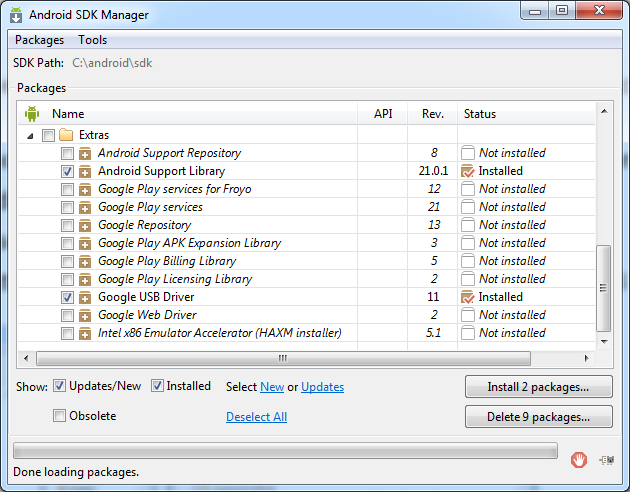 Android SDK Manager
Packages Tools
SDK Path: C:\android\sdk
Packages
Name API Rev. Status
Extras
Android Support Repository 8 Not installed
Android Support Library 21.0.1 Installed
Google Play services for Froyo 12 Not installed
Google Play services 21 Not installed
Google Repository 13 Not installed
Google Play APK Expansion Library 3 Not installed
Google Play Billing Library 5 Not installed
Google Play Licensing Library 2 Not installed
Google USB Driver 11 Installed
Google Web Driver 2 Not installed
Intel x86 Emulator Accelerator (HAXM installer) 5.1 Not installed
Show: Updates/New Installed Select New or Updates Install 2 packages...
Obsolete Deselect All Delete 9 packages...
Done loading packages.